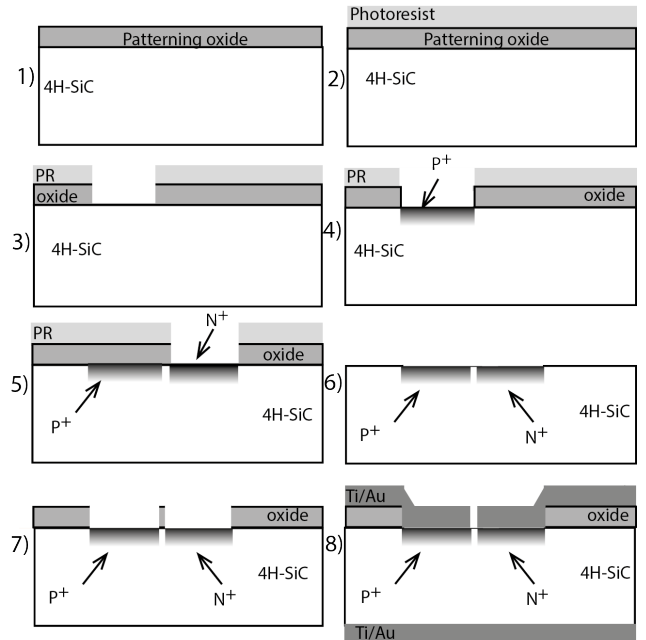 Photoresist
Patterning oxide
Patterning oxide
1)
4H-SiC
2)
4H-SiC
PR
oxide
3)
4H-SiC
PR
P+
oxide
4)
4H-SiC
PR
N+
oxide
5)
P+
4H-SiC
6)
P+
N+
4H-SiC
oxide
7)
P+
N+
4H-SiC
Ti/Au
oxide
8)
P+
N+
4H-SiC
Ti/Au